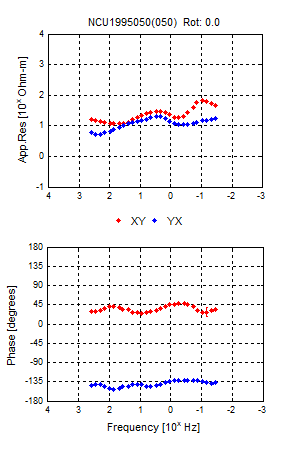 NCU1995050(050) Rot: 0.0
App.Res [10^x Ohm-m]
4
3
2
1
0
-1
4 3 2 1 0 -1 -2 -3
XY YX
Phase [degrees]
180
135
90
45
0
-45
-90
-135
-180
4 3 2 1 0 -1 -2 -3
Frequency [10^x Hz]